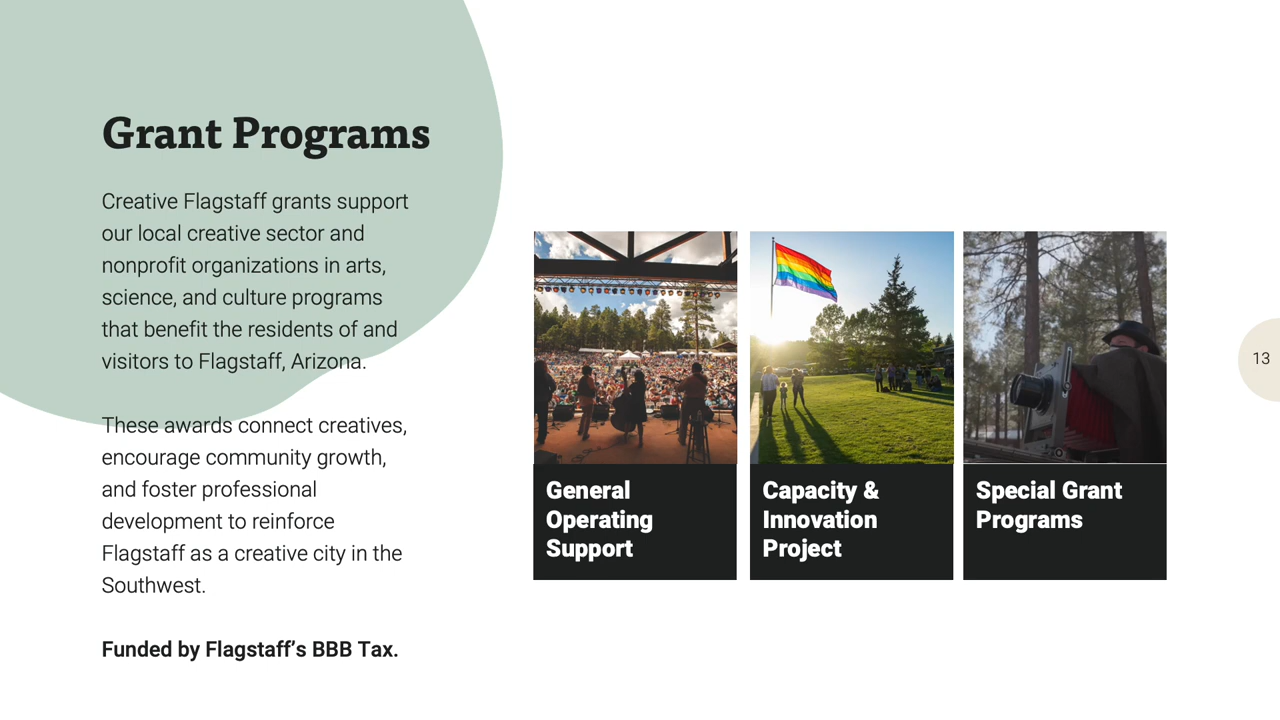 Grant Programs
Creative Flagstaff grants support
our local creative sector and
nonprofit organizations in arts,
science, and culture programs
that benefit the residents of and
visitors to Flagstaff, Arizona.
These awards connect creatives,
encourage community growth,
and foster professional
development to reinforce
Flagstaff as a creative city in the
Southwest.
Funded by Flagstaff’s BBB Tax.
General
Operating
Support
Capacity &
Innovation
Project
Special Grant
Programs
13